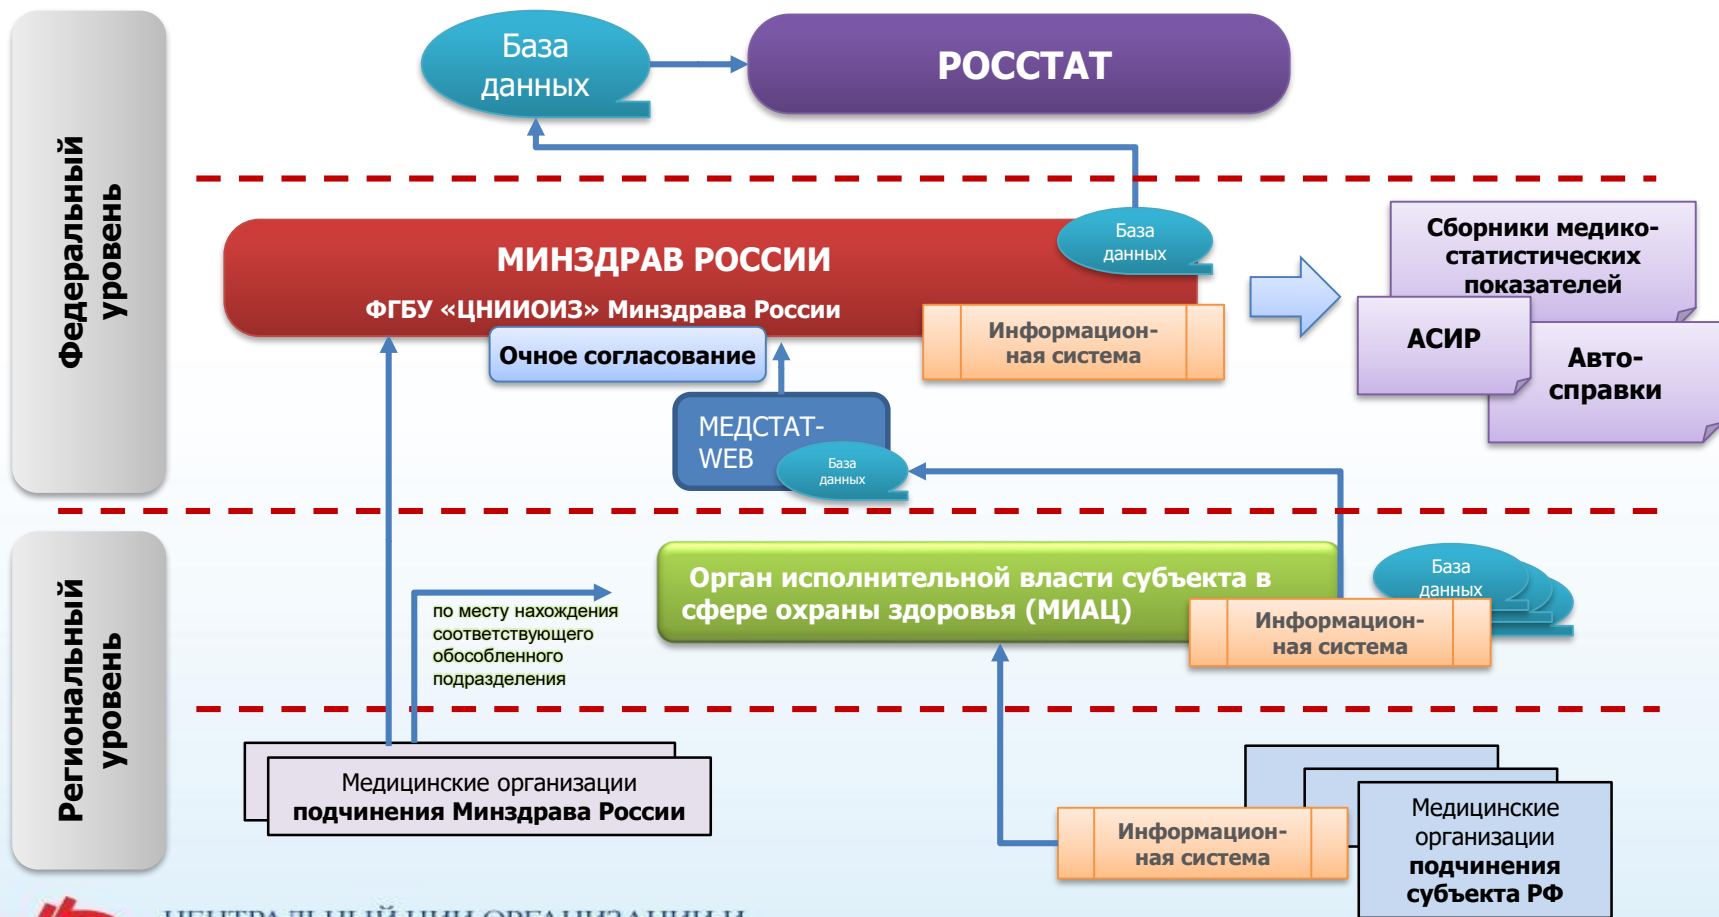 Федеральный
уровень
База
данных
РОССТАТ
МИНЗДРАВ РОССИИ
ФГБУ «ЦНИИОИЗ» Минздрава России
База
данных
Информацион-
ная система
Очное согласование
Сборники медико-
статистических
показателей
АСИР
Авто-
справки
МЕДСТАТ-
WEB
База
данных
Региональный
уровень
по месту нахождения
соответствующего
обособленного
подразделения
Орган исполнительной власти субъекта в
сфере охраны здоровья (МИАЦ)
База
данных
Информацион-
ная система
Медицинские организации
подчинения Минздрава России
Информацион-
ная система
Медицинские
организации
подчинения
субъекта РФ
ЦЕНТРАЛЬНЫЙ НИИ ОРГАНИЗАЦИИ И